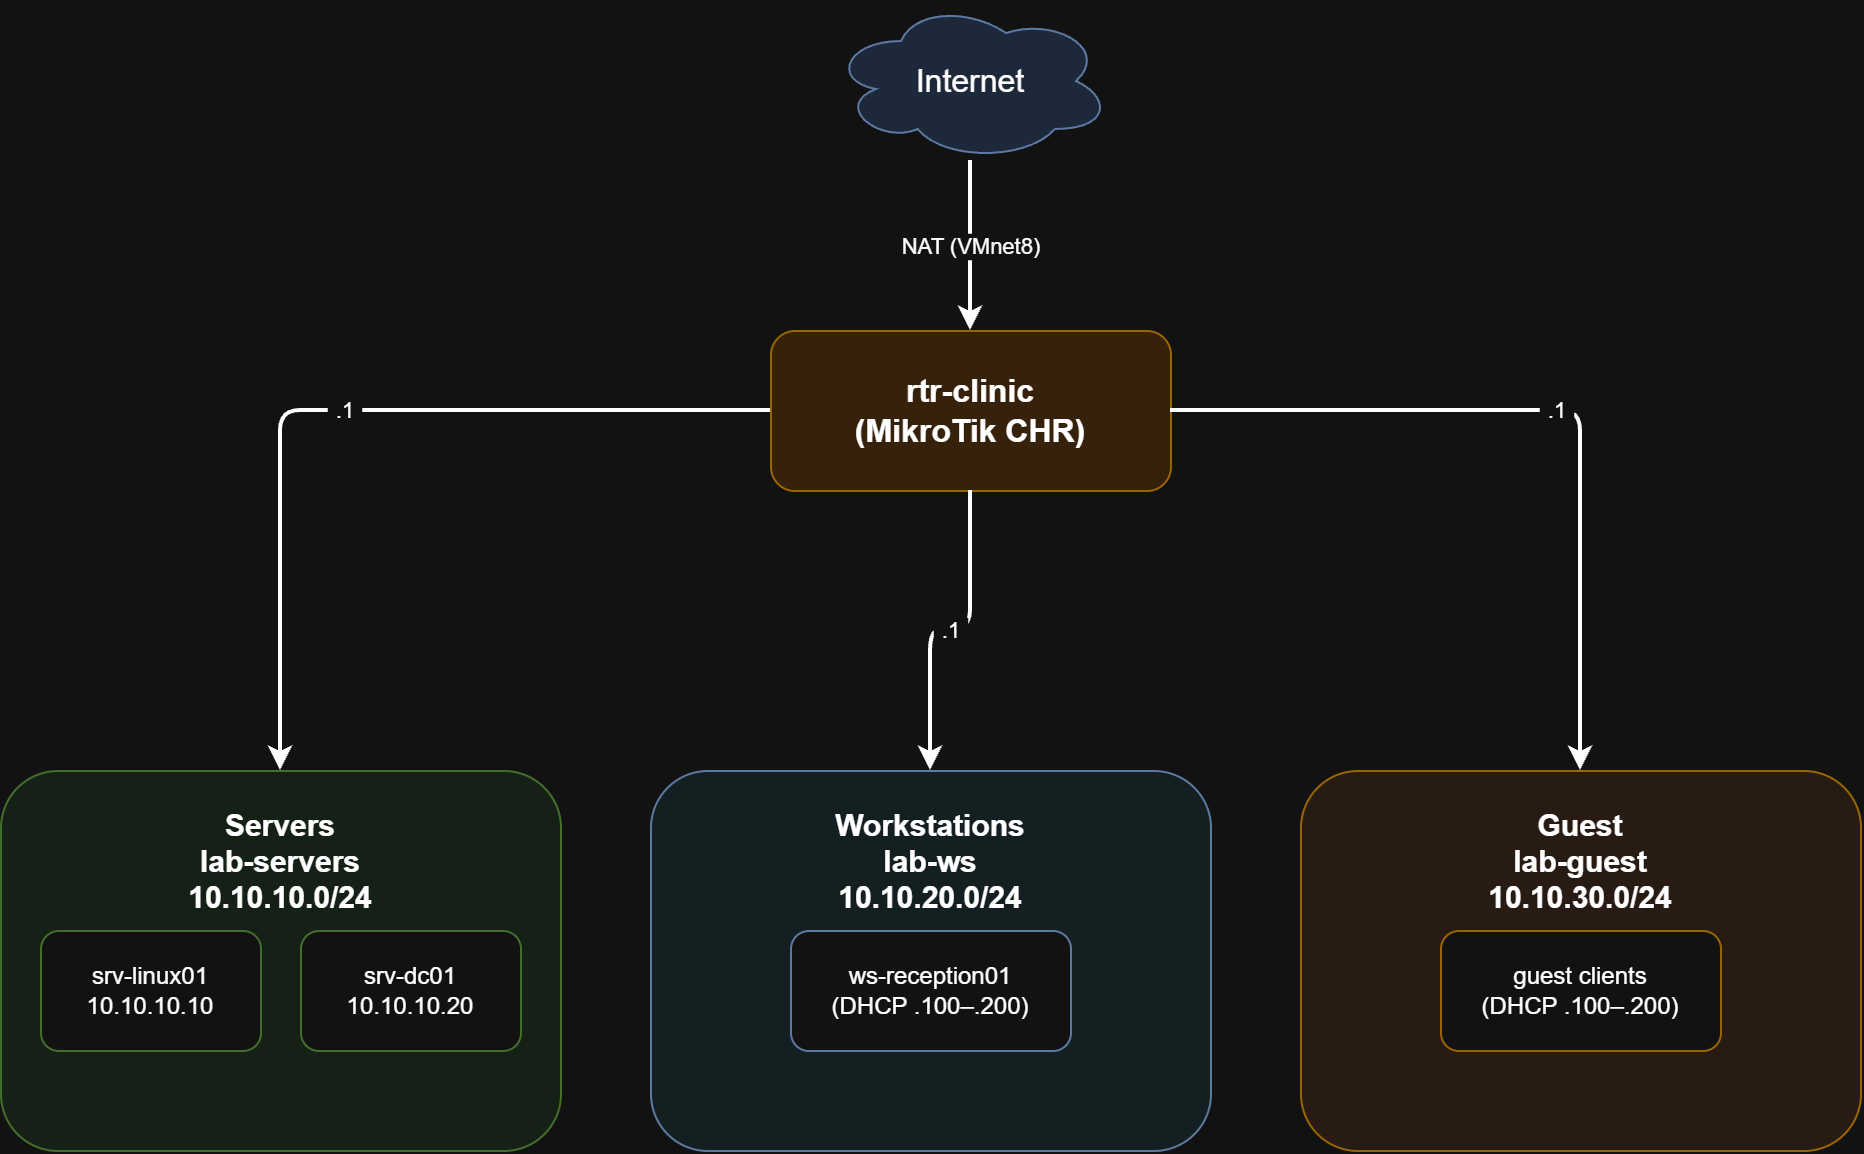 Internet
NAT (VMnet8)
rtr-clinic
(MikroTik CHR)
.1
.1
.1
Servers
lab-servers
10.10.10.0/24
srv-linux01
10.10.10.10
srv-dc01
10.10.10.20
Workstations
lab-ws
10.10.20.0/24
ws-reception01
(DHCP .100–.200)
Guest
lab-guest
10.10.30.0/24
guest clients
(DHCP .100–.200)